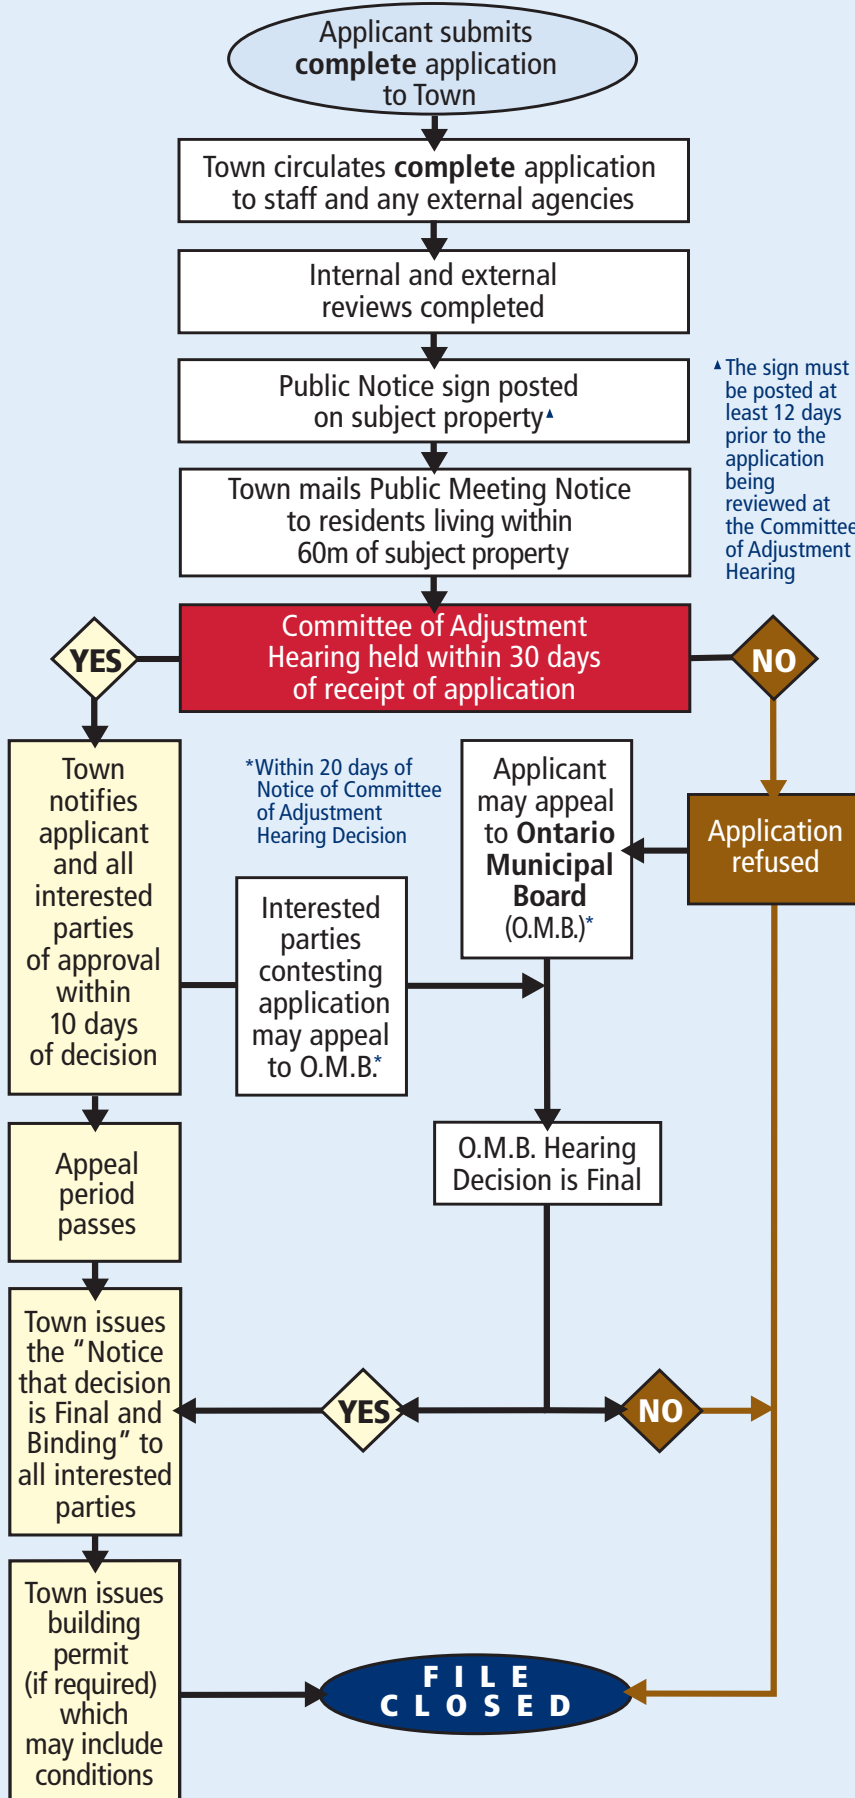 Applicant submits
complete application
to Town
Town circulates complete application
to staff and any external agencies
Internal and external
reviews completed
Public Notice sign posted
on subject property▲
▲ The sign must
be posted at
least 12 days
prior to the
application
being
reviewed at
the Committee
of Adjustment
Hearing
Town mails Public Meeting Notice
to residents living within
60m of subject property
Committee of Adjustment
Hearing held within 30 days
of receipt of application
YES
NO
Town
notifies
applicant
and all
interested
parties
of approval
within
10 days
of decision
*Within 20 days of
Notice of Committee
of Adjustment
Hearing Decision
Applicant
may appeal
to Ontario
Municipal
Board
(O.M.B.)*
Application
refused
Interested
parties
contesting
application
may appeal
to O.M.B.*
Appeal
period
passes
O.M.B. Hearing
Decision is Final
Town issues
the "Notice
that decision
is Final and
Binding" to
all interested
parties
YES
NO
Town issues
building
permit
(if required)
which
may include
conditions
FILE
CLOSED